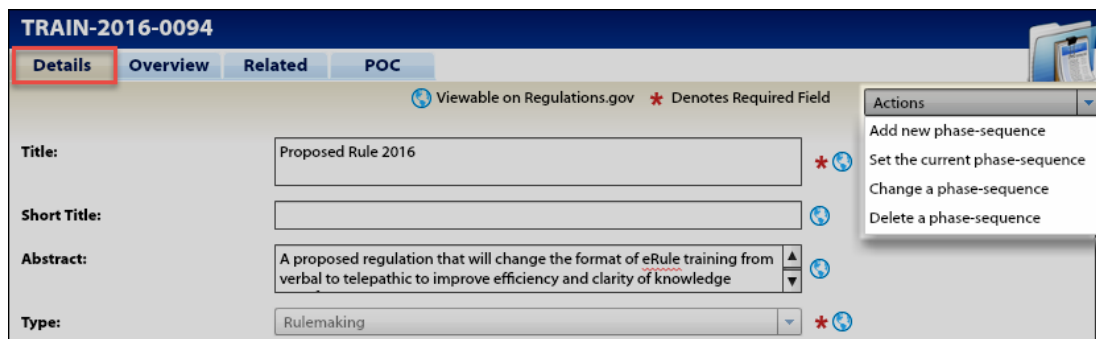 TRAIN-2016-0094
Details Overview Related POC
Viewable on Regulations.gov * Denotes Required Field
Actions
Add new phase-sequence
Set the current phase-sequence
Change a phase-sequence
Delete a phase-sequence
Title: Proposed Rule 2016 *
Short Title:
Abstract: A proposed regulation that will change the format of eRule training from
verbal to telepathic to improve efficiency and clarity of knowledge
Type: Rulemaking *